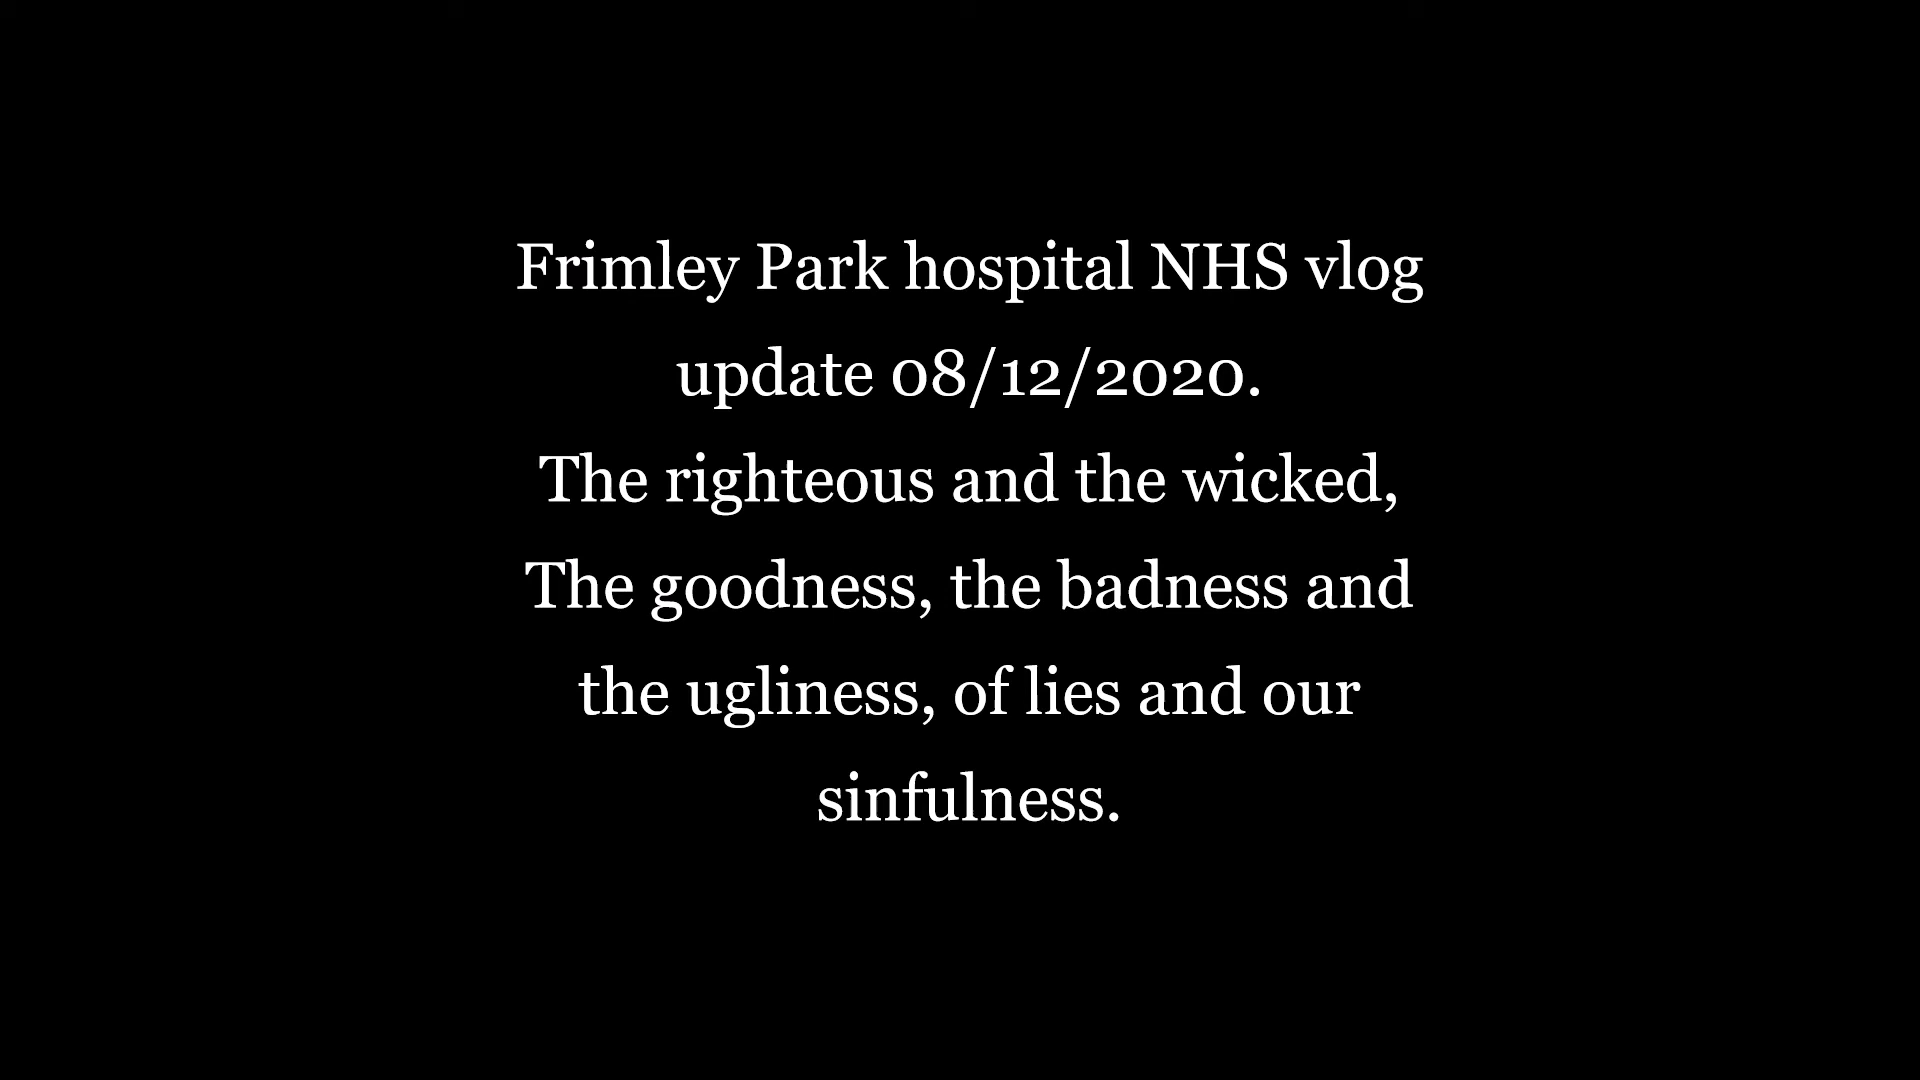 Frimley Park hospital NHS vlog
update 08/12/2020.
The righteous and the wicked,
The goodness, the badness and
the ugliness, of lies and our
sinfulness.